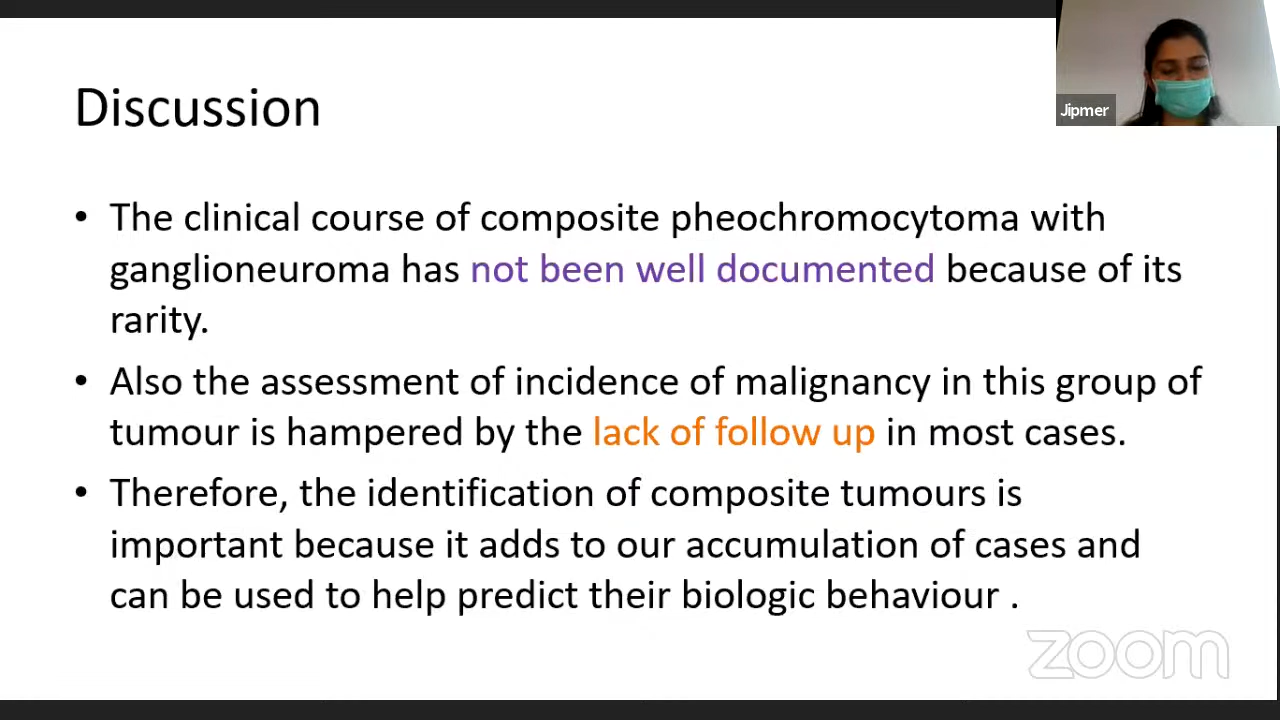 Jipmer
Discussion
• The clinical course of composite pheochromocytoma with
ganglioneuroma has not been well documented because of its
rarity.
• Also the assessment of incidence of malignancy in this group of
tumour is hampered by the lack of follow up in most cases.
• Therefore, the identification of composite tumours is
important because it adds to our accumulation of cases and
can be used to help predict their biologic behaviour .
zoom